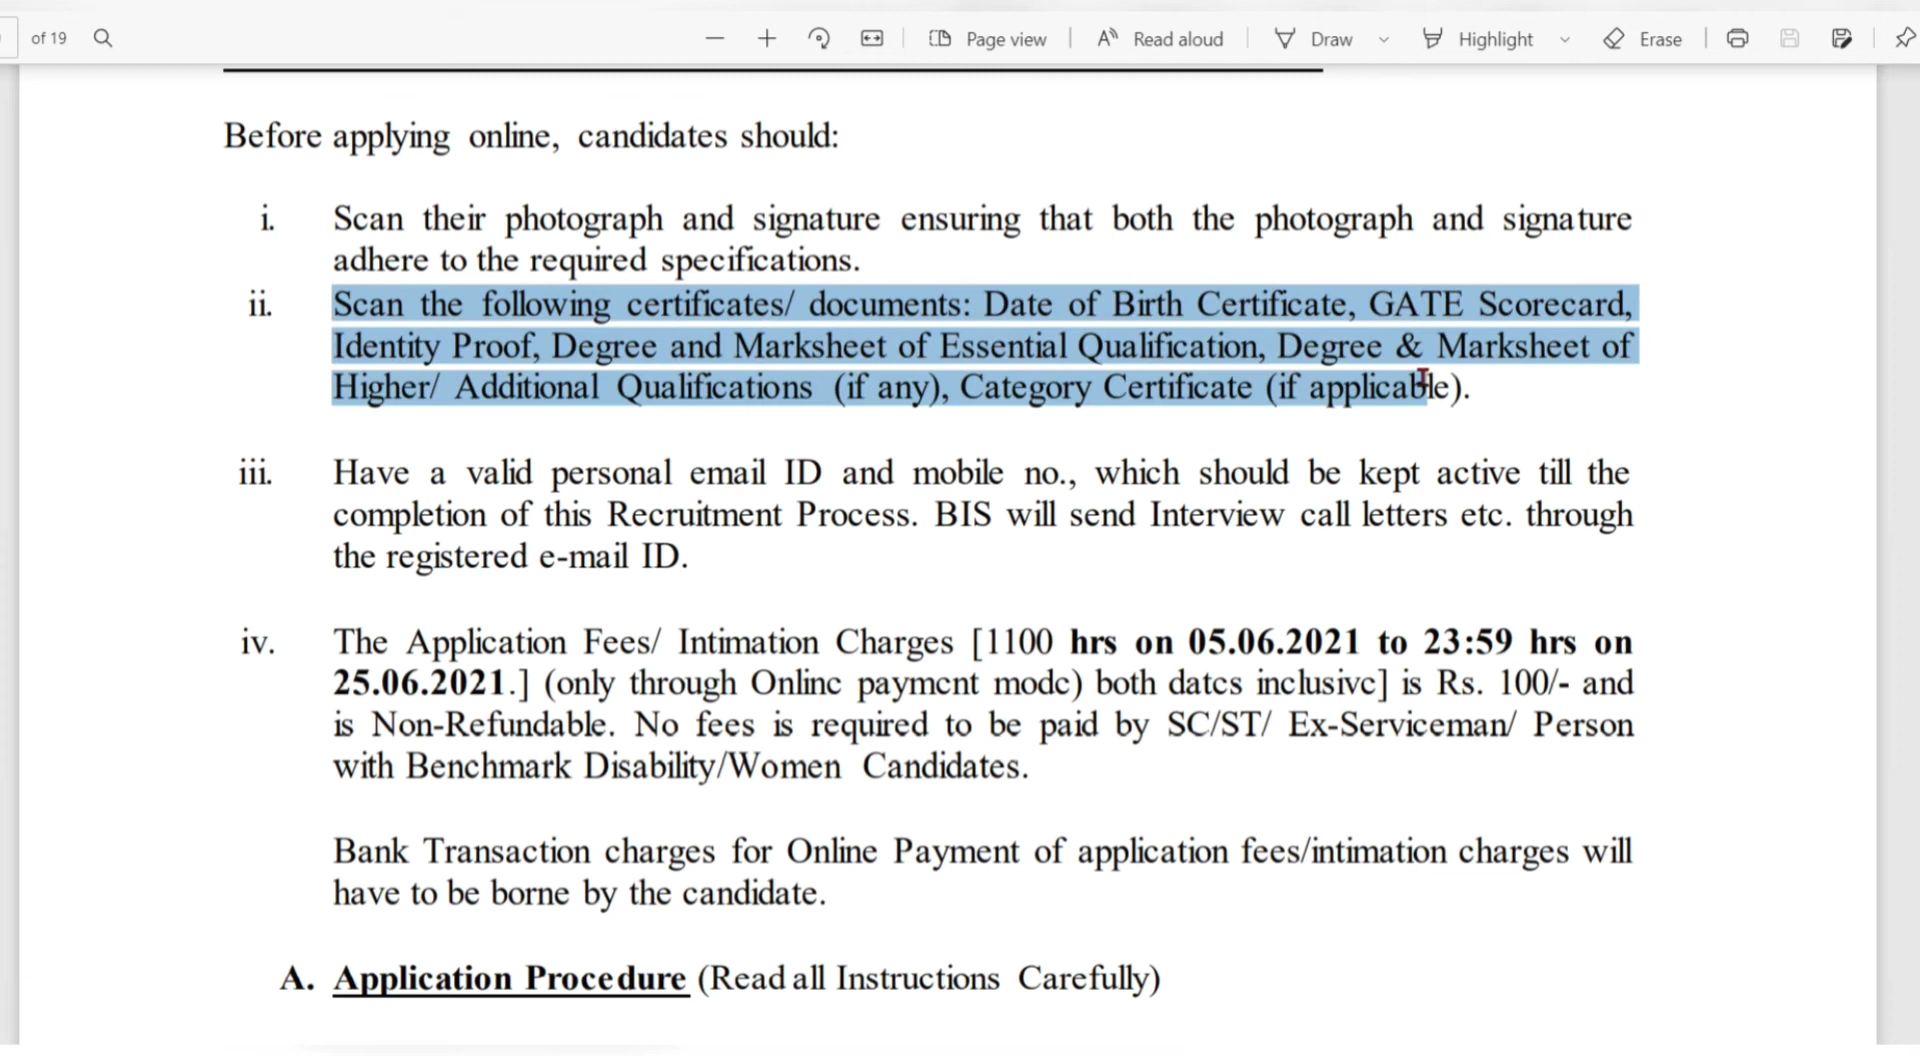 of 19 Page view Read aloud Draw Highlight Erase
Before applying online, candidates should:
i. Scan their photograph and signature ensuring that both the photograph and signature
adhere to the required specifications.
ii. Scan the following certificates/ documents: Date of Birth Certificate, GATE Scorecard,
Identity Proof, Degree and Marksheet of Essential Qualification, Degree & Marksheet of
Higher/ Additional Qualifications (if any), Category Certificate (if applicable).
iii. Have a valid personal email ID and mobile no., which should be kept active till the
completion of this Recruitment Process. BIS will send Interview call letters etc. through
the registered e-mail ID.
iv. The Application Fees/ Intimation Charges [1100 hrs on 05.06.2021 to 23:59 hrs on
25.06.2021.] (only through Online payment mode) both dates inclusive] is Rs. 100/- and
is Non-Refundable. No fees is required to be paid by SC/ST/ Ex-Serviceman/ Person
with Benchmark Disability/Women Candidates.
Bank Transaction charges for Online Payment of application fees/intimation charges will
have to be borne by the candidate.
A. Application Procedure (Read all Instructions Carefully)